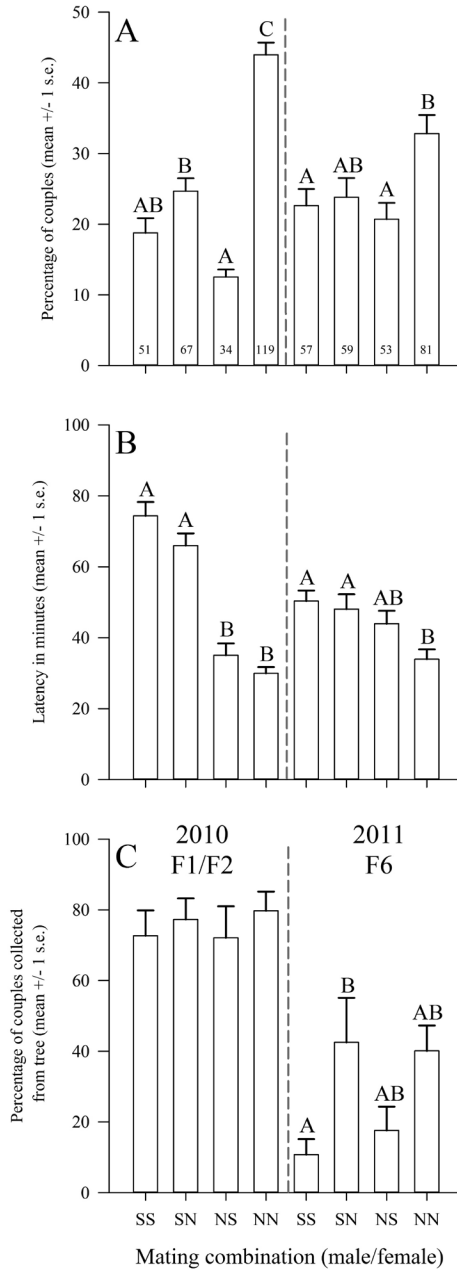 A
Percentage of couples (mean +/- 1 s.e.)
50
40
30
20
10
0
AB
B
A
C
A
AB
A
B
51
67
34
119
57
59
53
81
B
Latency in minutes (mean +/- 1 s.e.)
100
80
60
40
20
0
A
A
B
B
A
A
AB
B
C
Percentage of couples collected
from tree (mean +/- 1 s.e.)
100
80
60
40
20
0
2010
F1/F2
2011
F6
A
B
AB
AB
SS SN NS NN SS SN NS NN
Mating combination (male/female)